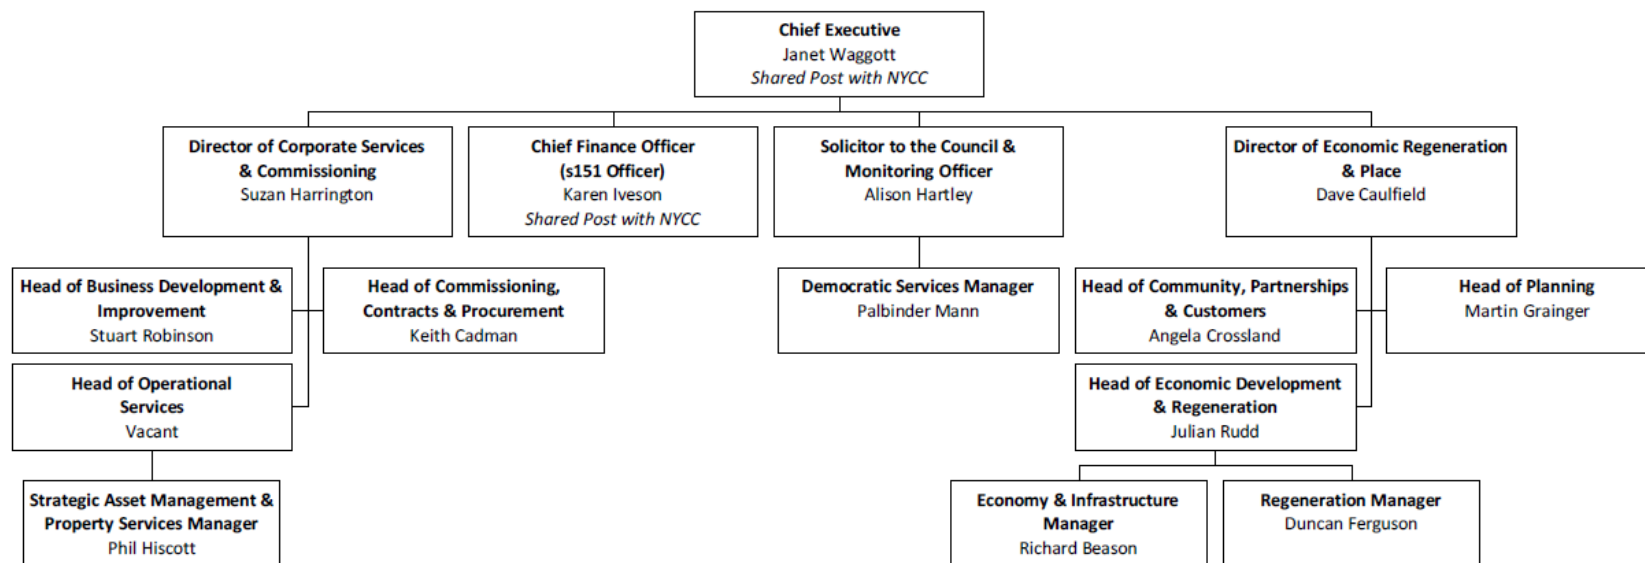 Chief Executive
Janet Waggott
Shared Post with NYCC
Director of Corporate Services
& Commissioning
Suzan Harrington
Chief Finance Officer
(s151 Officer)
Karen Iveson
Shared Post with NYCC
Solicitor to the Council &
Monitoring Officer
Alison Hartley
Director of Economic Regeneration
& Place
Dave Caulfield
Head of Business Development &
Improvement
Stuart Robinson
Head of Commissioning,
Contracts & Procurement
Keith Cadman
Democratic Services Manager
Palbinder Mann
Head of Community, Partnerships
& Customers
Angela Crossland
Head of Planning
Martin Grainger
Head of Operational
Services
Vacant
Head of Economic Development
& Regeneration
Julian Rudd
Strategic Asset Management &
Property Services Manager
Phil Hiscott
Economy & Infrastructure
Manager
Richard Beason
Regeneration Manager
Duncan Ferguson